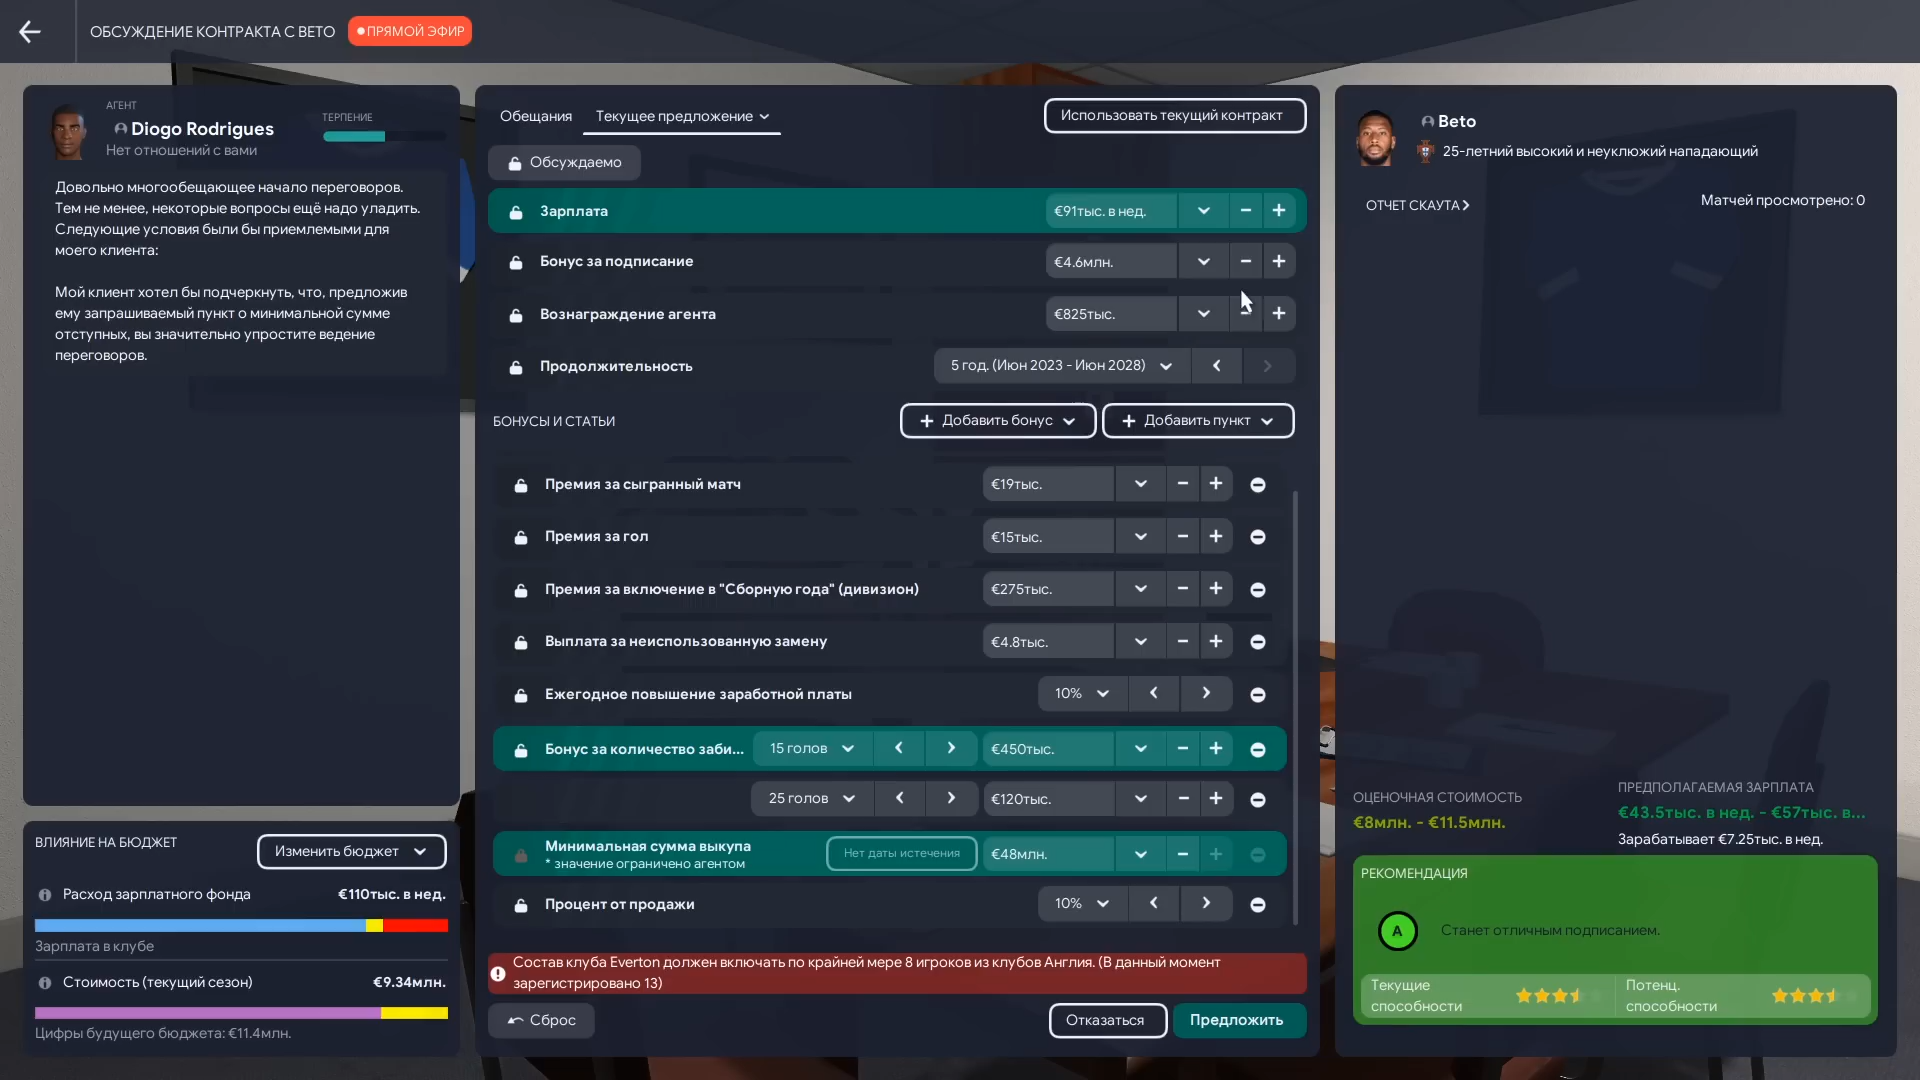 ОБСУЖДЕНИЕ КОНТРАКТА С BETO
ПРЯМОЙ ЭФИР
АГЕНТ
Diogo Rodrigues
Нет отношений с вами
ТЕРПЕНИЕ
Довольно многообещающее начало переговоров.
Тем не менее, некоторые вопросы ещё надо уладить.
Следующие условия были бы приемлемыми для
моего клиента:
Мой клиент хотел бы подчеркнуть, что, предложив
ему запрашиваемый пункт о минимальной сумме
отступных, вы значительно упростите ведение
переговоров.
ВЛИЯНИЕ НА БЮДЖЕТ
Изменить бюджет
Расход зарплатного фонда
€110тыс. в нед.
Зарплата в клубе
Стоимость (текущий сезон)
€9.34млн.
Цифры будущего бюджета: €11.4млн.
Обещания
Текущее предложение
Использовать текущий контракт
Обсуждаемо
Зарплата
€91тыс. в нед.
Бонус за подписание
€4.6млн.
Вознаграждение агента
€825тыс.
Продолжительность
5 год. (Июн 2023 - Июн 2028)
БОНУСЫ И СТАТЬИ
Добавить бонус
Добавить пункт
Премия за сыгранный матч
€19тыс.
Премия за гол
€15тыс.
Премия за включение в "Сборную года" (дивизион)
€275тыс.
Выплата за неиспользованную замену
€4.8тыс.
Ежегодное повышение заработной платы
10%
Бонус за количество заби...
15 голов
€450тыс.
25 голов
€120тыс.
Минимальная сумма выкупа
* значение ограничено агентом
Нет даты истечения
€48млн.
Процент от продажи
10%
Состав клуба Everton должен включать по крайней мере 8 игроков из клубов Англия. (В данный момент
зарегистрировано 13)
Сброс
Отказаться
Предложить
Beto
25-летний высокий и неуклюжий нападающий
ОТЧЕТ СКАУТА
Матчей просмотрено: 0
ОЦЕНОЧНАЯ СТОИМОСТЬ
€8млн. - €11.5млн.
ПРЕДПОЛАГАЕМАЯ ЗАРПЛАТА
€43.5тыс. в нед. - €57тыс. в...
Зарабатывает €7.25тыс. в нед.
РЕКОМЕНДАЦИЯ
A
Станет отличным подписанием.
Текущие
способности
Потенц.
способности